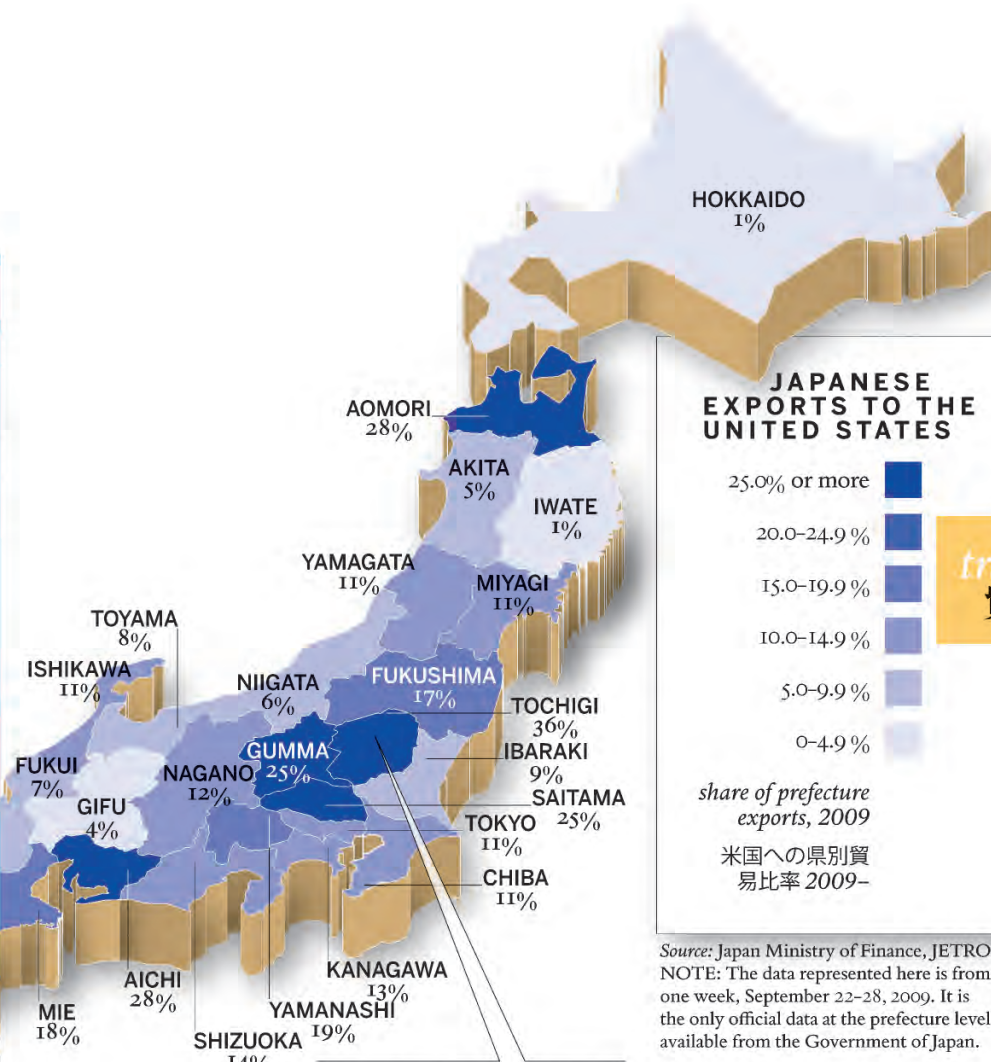 HOKKAIDO
1%
AOMORI
28%
AKITA
5%
IWATE
1%
YAMAGATA
11%
MIYAGI
11%
TOYAMA
8%
ISHIKAWA
11%
NIIGATA
6%
FUKUSHIMA
17%
TOCHIGI
36%
GUMMA
25%
IBARAKI
9%
FUKUI
7%
NAGANO
12%
SAITAMA
25%
GIFU
4%
TOKYO
11%
CHIBA
11%
KANAGAWA
13%
AICHI
28%
YAMANASHI
19%
MIE
18%
SHIZUOKA
14%
JAPANESE
EXPORTS TO THE
UNITED STATES
25.0% or more
20.0–24.9 %
15.0–19.9 %
10.0–14.9 %
5.0–9.9 %
0–4.9 %
share of prefecture
exports, 2009
米国への県別貿
易比率 2009–
tr
Source: Japan Ministry of Finance, JETRO
NOTE: The data represented here is from
one week, September 22–28, 2009. It is
the only official data at the prefecture level
available from the Government of Japan.